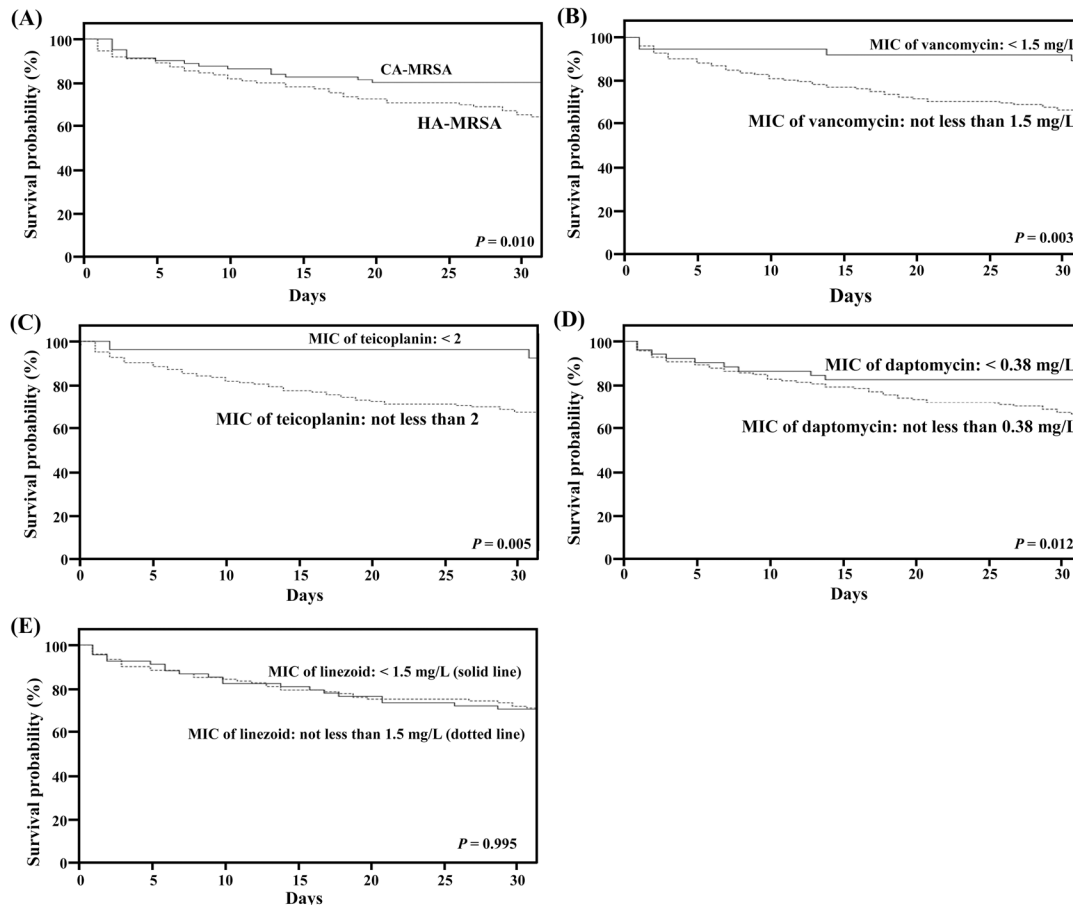 (A)
Survival probability (%)
100
80
60
40
20
0
CA-MRSA
HA-MRSA
P = 0.010
0 5 10 15 20 25 30
Days
(B)
Survival probability (%)
100
80
60
40
20
0
MIC of vancomycin: < 1.5 mg/L
MIC of vancomycin: not less than 1.5 mg/L
P = 0.003
0 5 10 15 20 25 30
Days
(C)
Survival probability (%)
100
80
60
40
20
0
MIC of teicoplanin: < 2
MIC of teicoplanin: not less than 2
P = 0.005
0 5 10 15 20 25 30
Days
(D)
Survival probability (%)
100
80
60
40
20
0
MIC of daptomycin: < 0.38 mg/L
MIC of daptomycin: not less than 0.38 mg/L
P = 0.012
0 5 10 15 20 25 30
Days
(E)
Survival probability (%)
100
80
60
40
20
0
MIC of linezoid: < 1.5 mg/L (solid line)
MIC of linezoid: not less than 1.5 mg/L (dotted line)
P = 0.995
0 5 10 15 20 25 30
Days